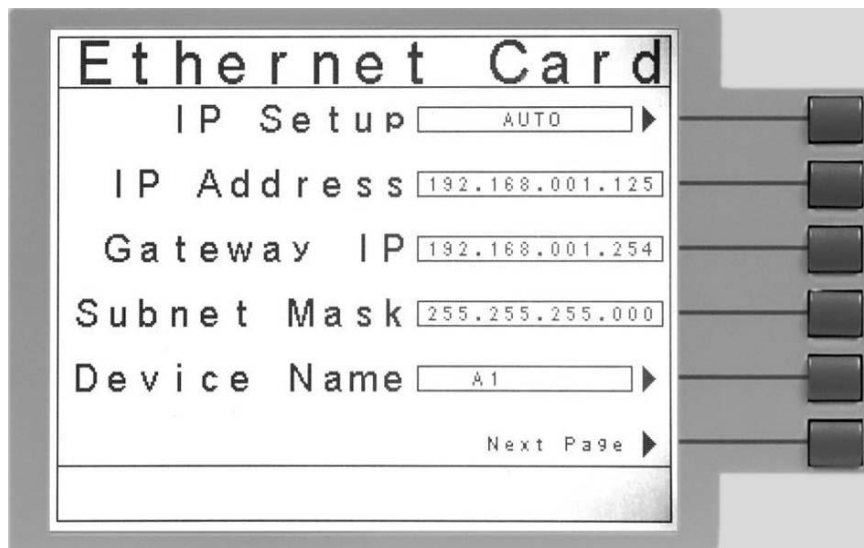 Ethernet Card
IP Setup AUTO
IP Address 192.168.001.125
Gateway IP 192.168.001.254
Subnet Mask 255.255.255.000
Device Name A1
Next Page